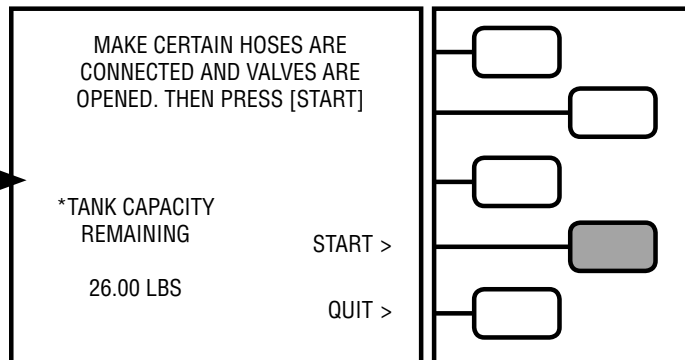 MAKE CERTAIN HOSES ARE
CONNECTED AND VALVES ARE
OPENED. THEN PRESS [START]
*TANK CAPACITY
REMAINING
START >
26.00 LBS
QUIT >